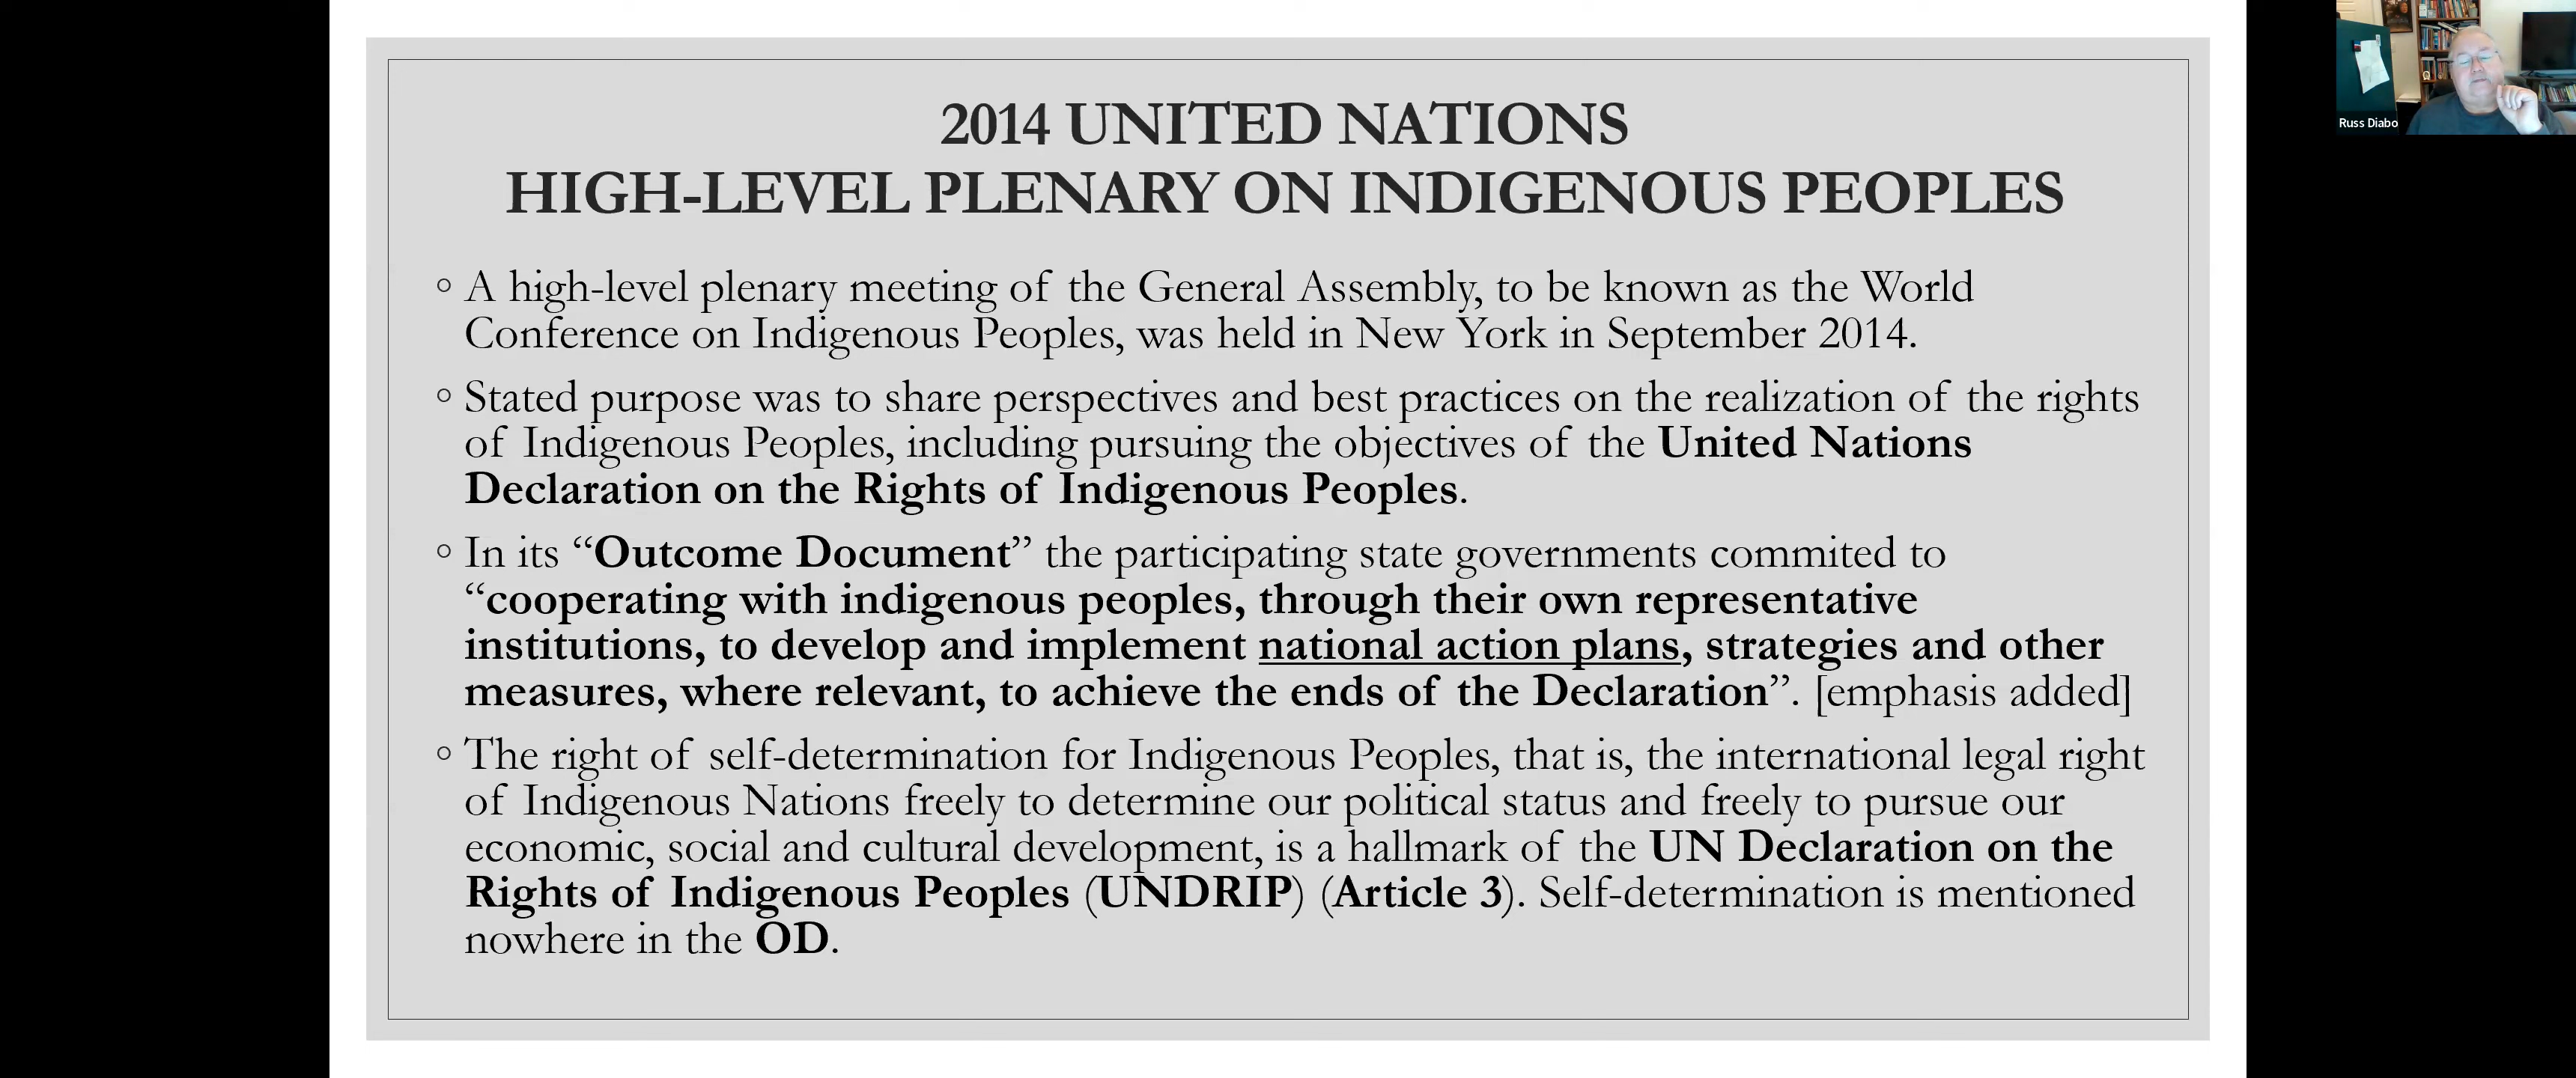 2014 UNITED NATIONS
HIGH-LEVEL PLENARY ON INDIGENOUS PEOPLES
◦ A high-level plenary meeting of the General Assembly, to be known as the World
Conference on Indigenous Peoples, was held in New York in September 2014.
◦ Stated purpose was to share perspectives and best practices on the realization of the rights
of Indigenous Peoples, including pursuing the objectives of the United Nations
Declaration on the Rights of Indigenous Peoples.
◦ In its “Outcome Document” the participating state governments commited to
“cooperating with indigenous peoples, through their own representative
institutions, to develop and implement national action plans, strategies and other
measures, where relevant, to achieve the ends of the Declaration”. [emphasis added]
◦ The right of self-determination for Indigenous Peoples, that is, the international legal right
of Indigenous Nations freely to determine our political status and freely to pursue our
economic, social and cultural development, is a hallmark of the UN Declaration on the
Rights of Indigenous Peoples (UNDRIP) (Article 3). Self-determination is mentioned
nowhere in the OD.
Russ Diabo